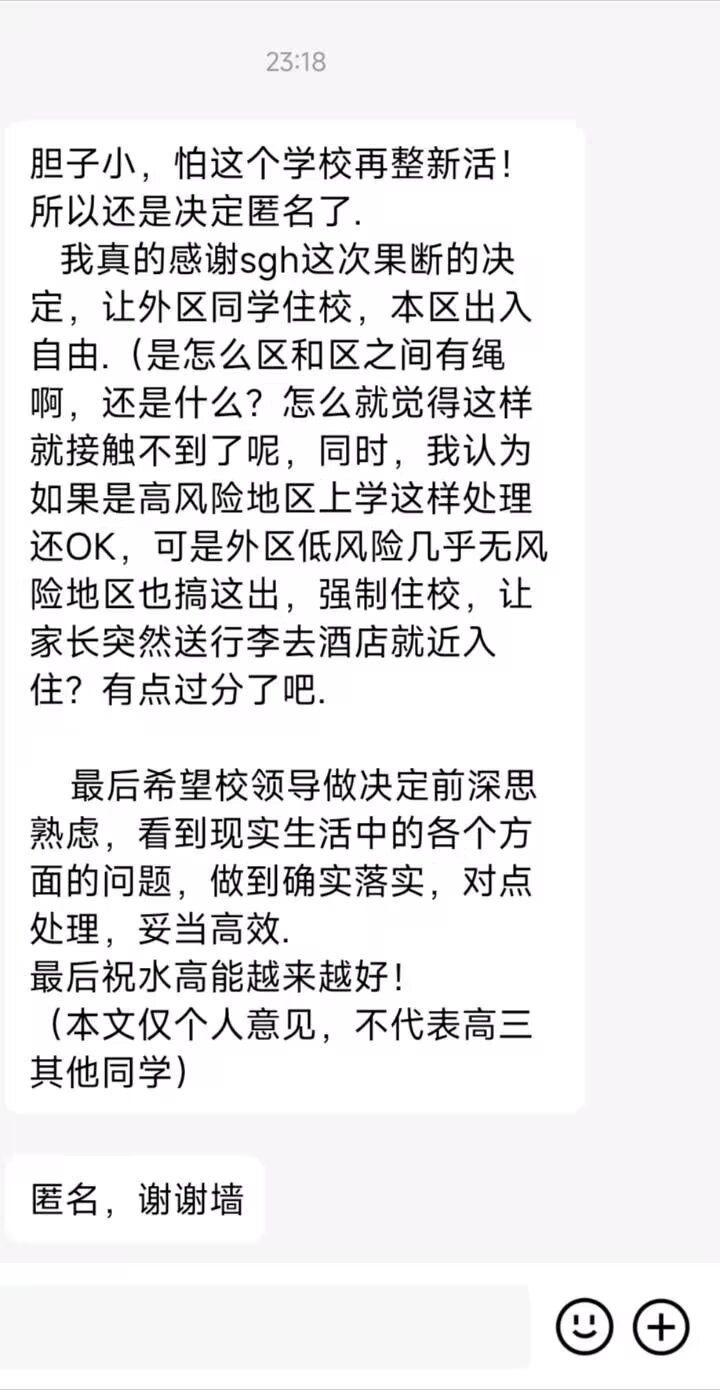 23:18
胆子小，怕这个学校再整新活！
所以还是决定匿名了.
我真的感谢sgh这次果断的决
定，让外区同学住校，本区出入
自由.（是怎么区和区之间有绳
啊，还是什么？怎么就觉得这样
就接触不到了呢，同时，我认为
如果是高风险地区上学这样处理
还OK，可是外区低风险几乎无风
险地区也搞这出，强制住校，让
家长突然送行李去酒店就近入
住？有点过分了吧.
最后希望校领导做决定前深思
熟虑，看到现实生活中的各个方
面的问题，做到确实落实，对点
处理，妥当高效.
最后祝水高能越来越好！
（本文仅个人意见，不代表高三
其他同学）
匿名，谢谢墙